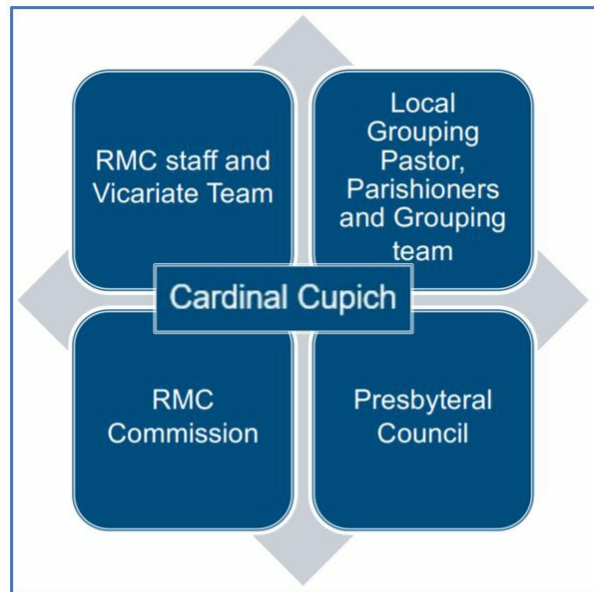 RMC staff and
Vicariate Team
Local
Grouping
Pastor,
Parishioners
and Grouping
team
Cardinal Cupich
RMC
Commission
Presbyteral
Council